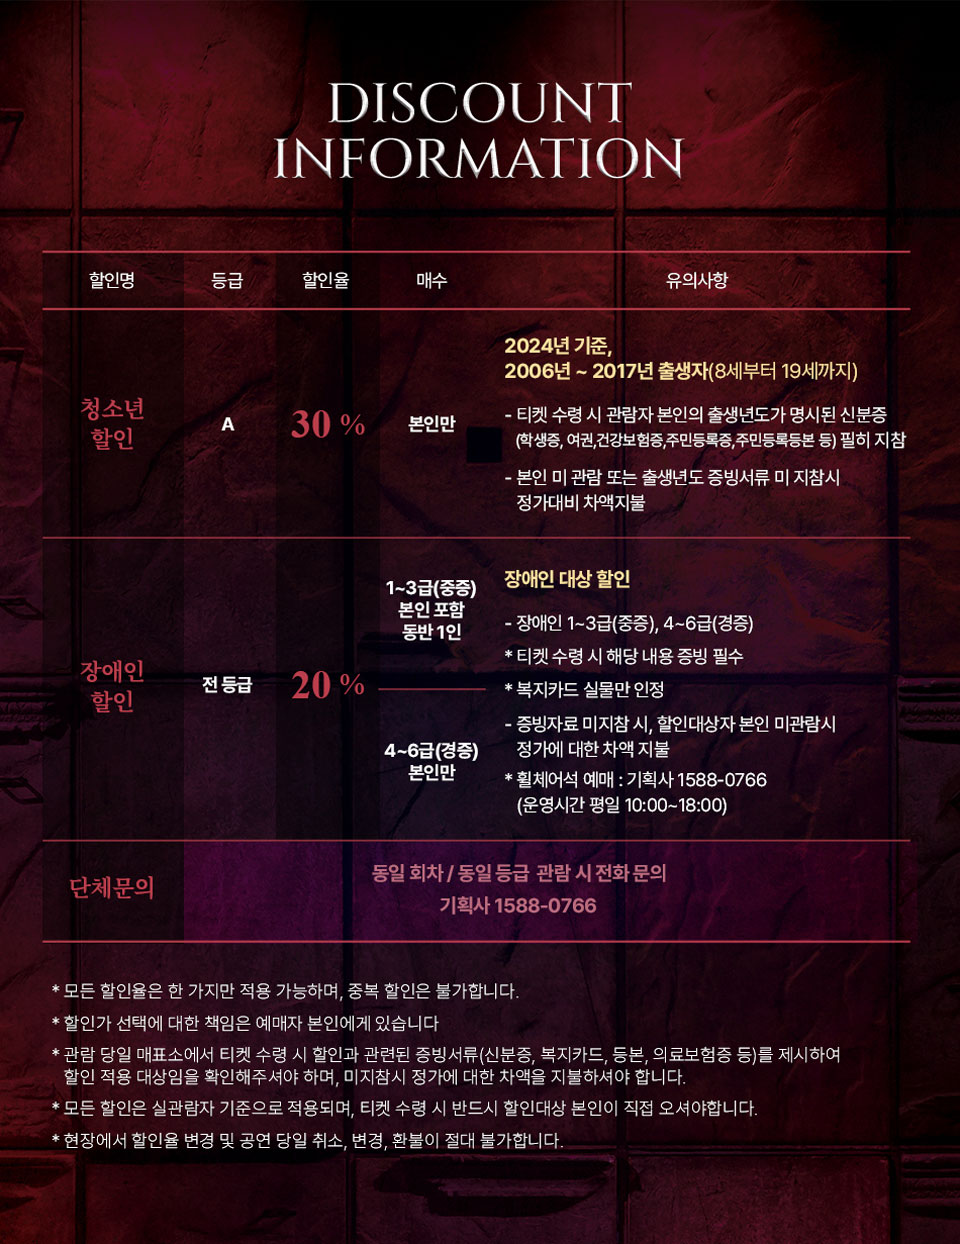 DISCOUNT
INFORMATION
할인명 등급 할인율 매수 유의사항
청소년
할인
A
30 %
본인만
2024년 기준,
2006년 ~ 2017년 출생자(8세부터 19세까지)
- 티켓 수령 시 관람자 본인의 출생년도가 명시된 신분증
(학생증, 여권,건강보험증,주민등록증,주민등록등본 등) 필히 지참
- 본인 미 관람 또는 출생년도 증빙서류 미 지참시
정가대비 차액지불
장애인
할인
전 등급
20 %
1~3급(중증)
본인 포함
동반 1인
4~6급(경증)
본인만
장애인 대상 할인
- 장애인 1~3급(중증), 4~6급(경증)
* 티켓 수령 시 해당 내용 증빙 필수
* 복지카드 실물만 인정
- 증빙자료 미지참 시, 할인대상자 본인 미관람시
정가에 대한 차액 지불
* 휠체어석 예매 : 기획사 1588-0766
(운영시간 평일 10:00~18:00)
단체문의
동일 회차 / 동일 등급 관람 시 전화 문의
기획사 1588-0766
* 모든 할인율은 한 가지만 적용 가능하며, 중복 할인은 불가합니다.
* 할인가 선택에 대한 책임은 예매자 본인에게 있습니다
* 관람 당일 매표소에서 티켓 수령 시 할인과 관련된 증빙서류(신분증, 복지카드, 등본, 의료보험증 등)를 제시하여
할인 적용 대상임을 확인해주셔야 하며, 미지참시 정가에 대한 차액을 지불하셔야 합니다.
* 모든 할인은 실관람자 기준으로 적용되며, 티켓 수령 시 반드시 할인대상 본인이 직접 오셔야합니다.
* 현장에서 할인율 변경 및 공연 당일 취소, 변경, 환불이 절대 불가합니다.